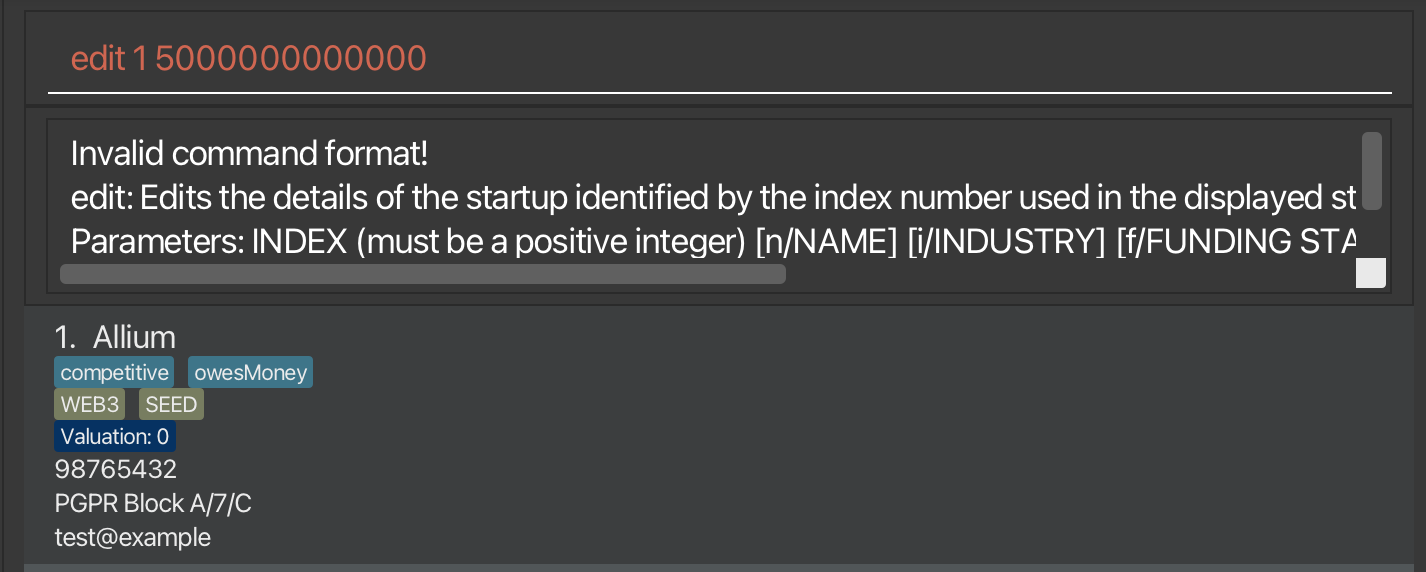 edit 1 5000000000000
Invalid command format!
edit: Edits the details of the startup identified by the index number used in the displayed st
Parameters: INDEX (must be a positive integer) [n/NAME] [i/INDUSTRY] [f/FUNDING STA
1. Allium
competitive owesMoney
WEB3 SEED
Valuation: 0
98765432
PGPR Block A/7/C
test@example